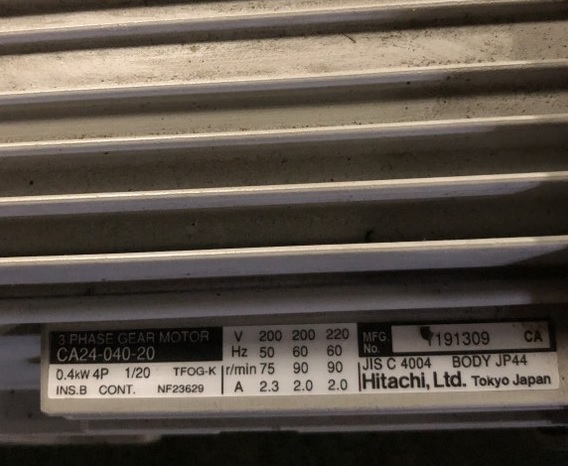 3 PHASE GEAR MOTOR
CA24-040-20
0.4kW 4P 1/20 TFOG-K
INS.B CONT. NF23629
V 200 200 220
Hz 50 60 60
r/min 75 90 90
A 2.3 2.0 2.0
MFG. No. 7191309 CA
JIS C 4004 BODY JP44
Hitachi, Ltd. Tokyo Japan